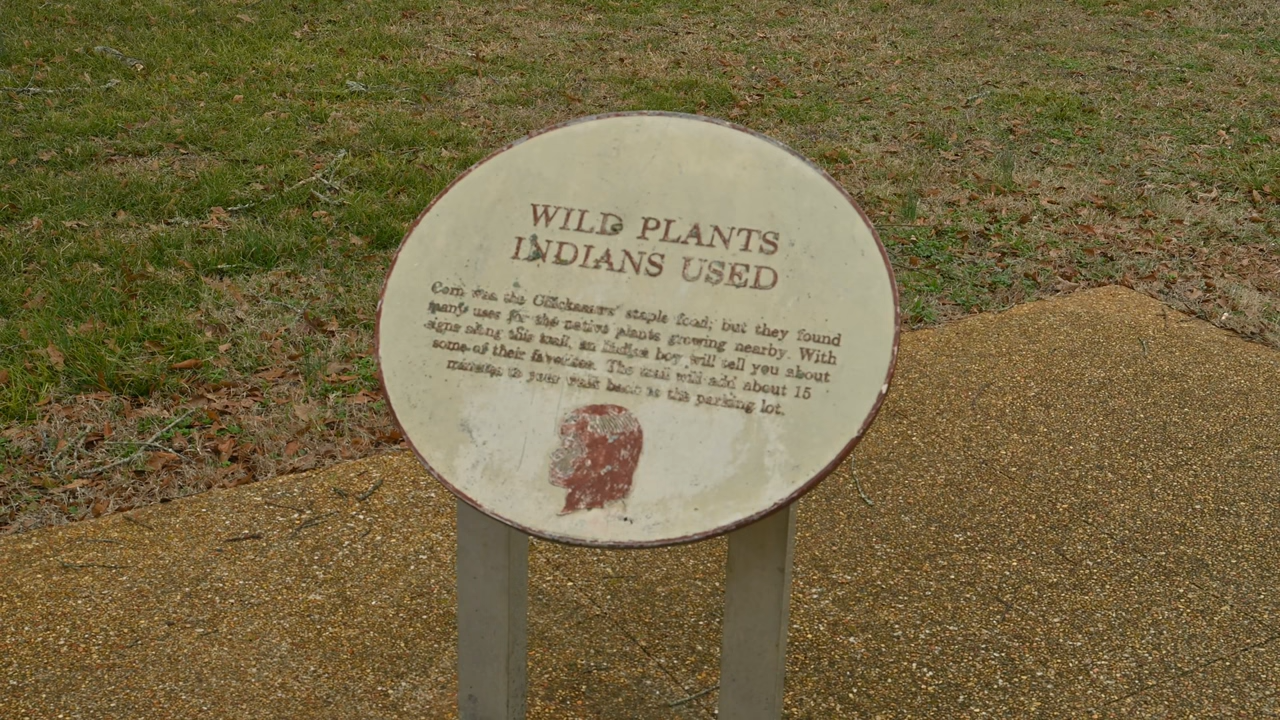 WILD PLANTS
INDIANS USED
Corn was the Chickasaws' staple food; but they found
many uses for the native plants growing nearby. With
signs along this trail, an Indian boy will tell you about
some of their favorites. The trail will add about 15
minutes to your walk back to the parking lot.